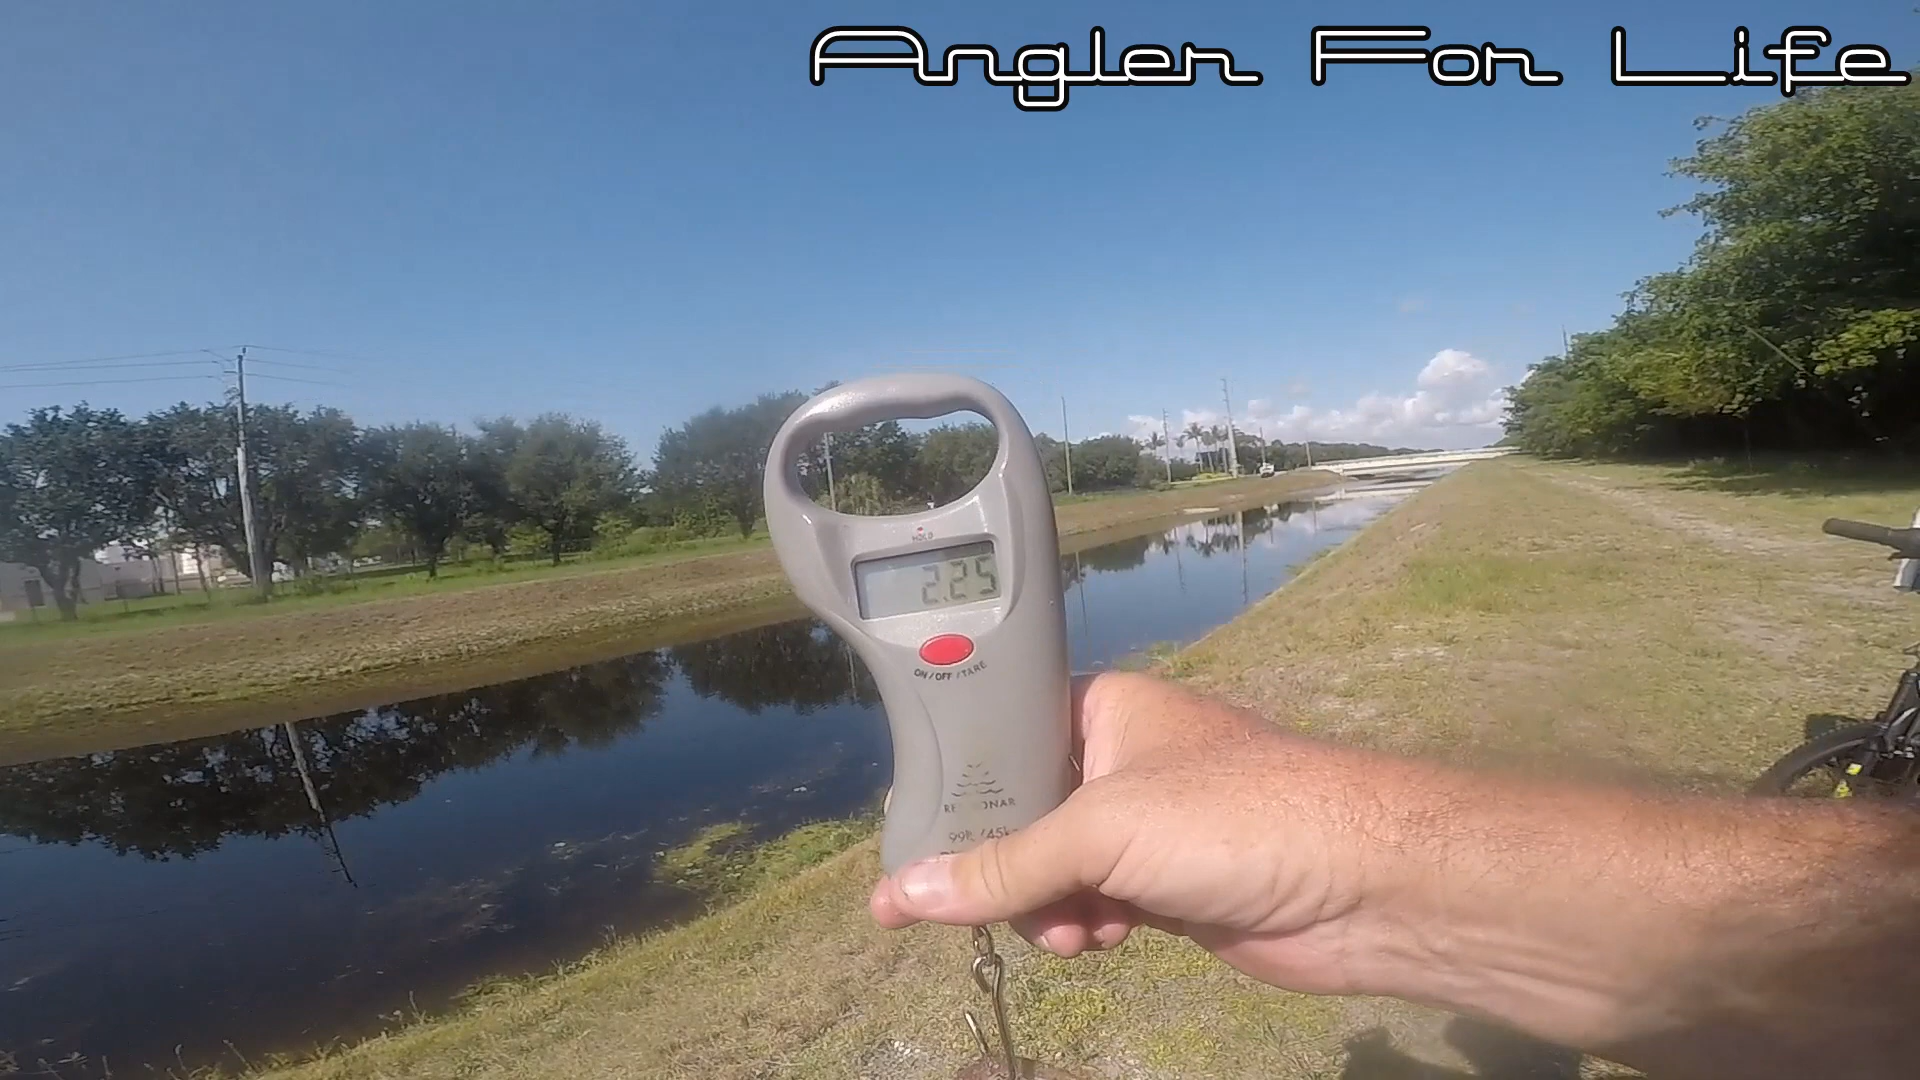 Angler For Life
HOLD
2.25
ON / OFF / TARE